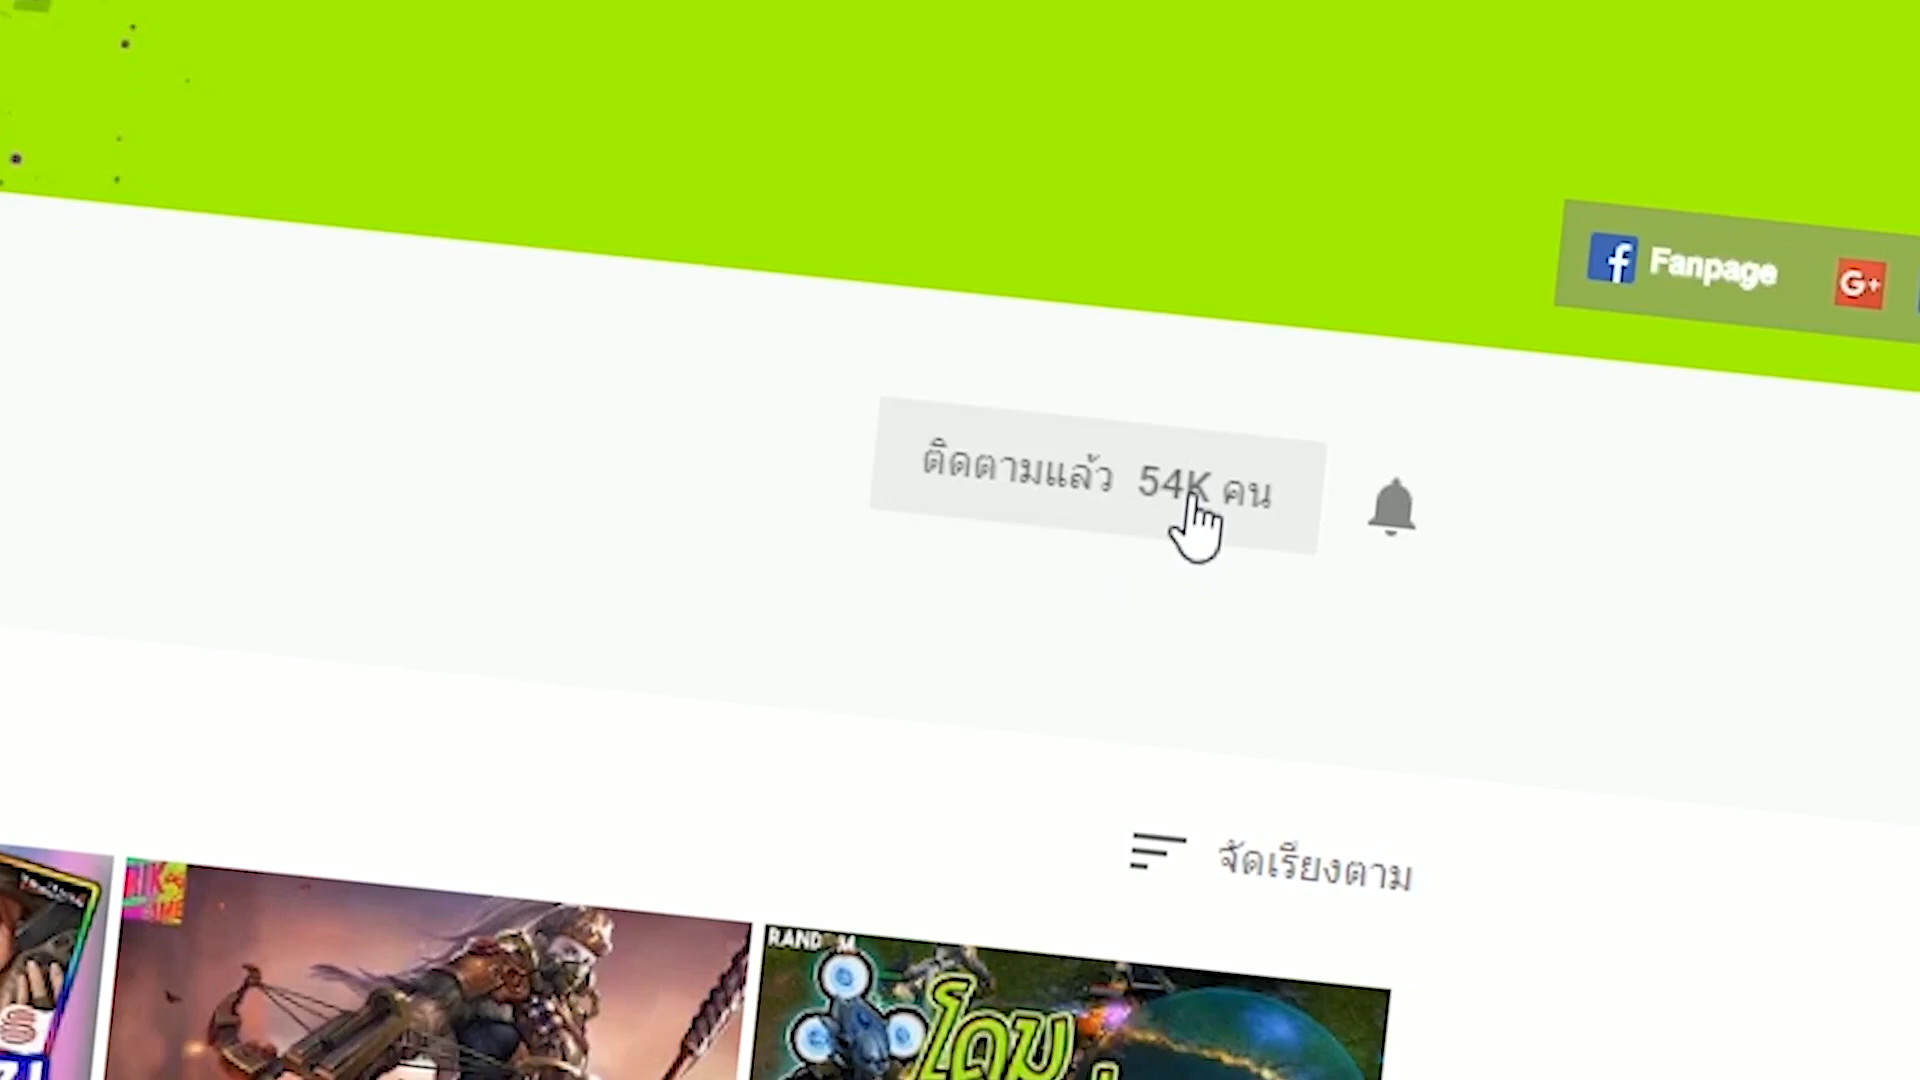 Fanpage
G+
ติดตามแล้ว 54K คน
จัดเรียงตาม
RAND M
โดม